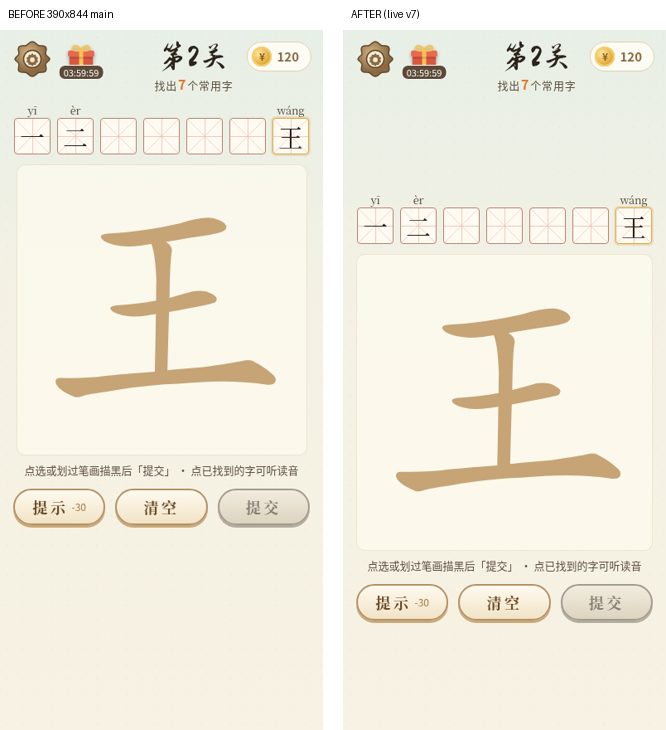 BEFORE 390x844 main
03:59:59
第2关
¥ 120
找出7个常用字
yī èr wáng
一 二 王
王
点选或划过笔画描黑后「提交」 · 点已找到的字可听读音
提示 -30 清空 提交
AFTER (live v7)
03:59:59
第2关
¥ 120
找出7个常用字
yī èr wáng
一 二 王
王
点选或划过笔画描黑后「提交」 · 点已找到的字可听读音
提示 -30 清空 提交